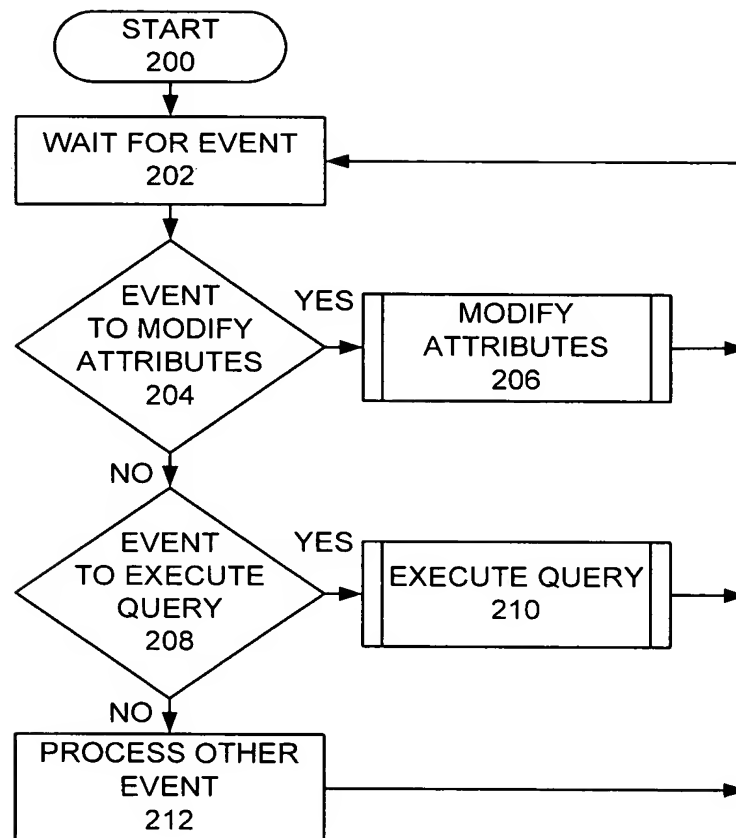 START
200
WAIT FOR EVENT
202
EVENT
TO MODIFY
ATTRIBUTES
204
YES
MODIFY
ATTRIBUTES
206
NO
EVENT
TO EXECUTE
QUERY
208
YES
EXECUTE QUERY
210
NO
PROCESS OTHER
EVENT
212